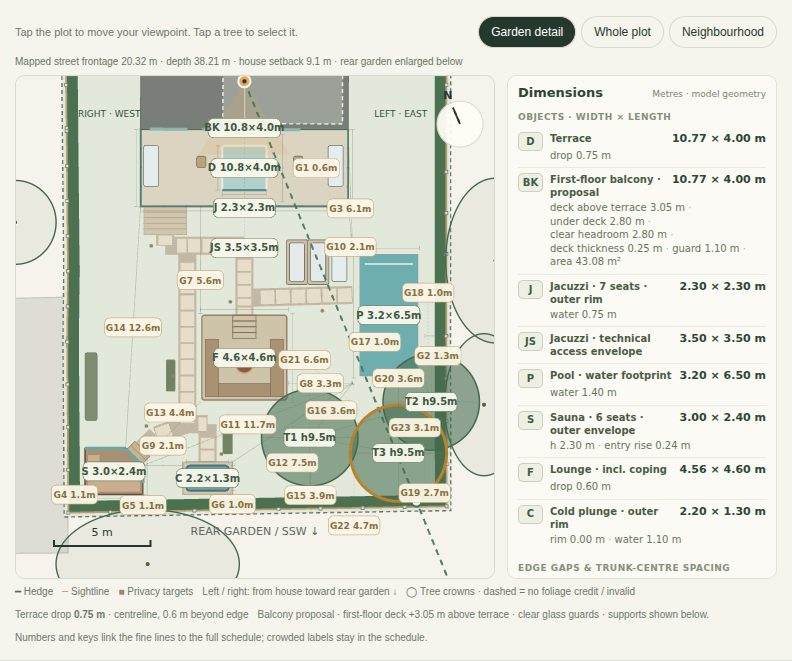 Tap the plot to move your viewpoint. Tap a tree to select it.
Garden detail
Whole plot
Neighbourhood
Mapped street frontage 20.32 m · depth 38.21 m · house setback 9.1 m · rear garden enlarged below
N
RIGHT · WEST
LEFT · EAST
BK 10.8×4.0m
D 10.8×4.0m
G1 0.6m
J 2.3×2.3m
G3 6.1m
JS 3.5×3.5m
G10 2.1m
G7 5.6m
G18 1.0m
P 3.2×6.5m
G14 12.6m
G17 1.0m
F 4.6×4.6m
G21 6.6m
G2 1.3m
G8 3.3m
G20 3.6m
T2 h9.5m
G13 4.4m
G16 3.6m
G11 11.7m
G23 3.1m
T1 h9.5m
G9 2.1m
T3 h9.5m
G12 7.5m
S 3.0×2.4m
C 2.2×1.3m
G4 1.1m
G5 1.1m
G6 1.0m
G15 3.9m
G19 2.7m
G22 4.7m
5 m
REAR GARDEN / SSW ↓
Dimensions
Metres · model geometry
OBJECTS · WIDTH × LENGTH
D
Terrace
10.77 × 4.00 m
drop 0.75 m
BK
First-floor balcony ·
proposal
10.77 × 4.00 m
deck above terrace 3.05 m ·
under deck 2.80 m ·
clear headroom 2.80 m ·
deck thickness 0.25 m · guard 1.10 m ·
area 43.08 m²
J
Jacuzzi · 7 seats ·
outer rim
2.30 × 2.30 m
water 0.75 m
JS
Jacuzzi · technical
access envelope
3.50 × 3.50 m
P
Pool · water footprint
3.20 × 6.50 m
water 1.40 m
S
Sauna · 6 seats ·
outer envelope
3.00 × 2.40 m
h 2.30 m · entry rise 0.24 m
F
Lounge · incl. coping
4.56 × 4.60 m
drop 0.60 m
C
Cold plunge · outer
rim
2.20 × 1.30 m
rim 0.00 m · water 1.10 m
EDGE GAPS & TRUNK-CENTRE SPACING
Hedge
Sightline
Privacy targets
Left / right: from house toward rear garden ↓
Tree crowns · dashed = no foliage credit / invalid
Terrace drop 0.75 m · centreline, 0.6 m beyond edge
Balcony proposal · first-floor deck +3.05 m above terrace · clear glass guards · supports shown below.
Numbers and keys link the fine lines to the full schedule; crowded labels stay in the schedule.